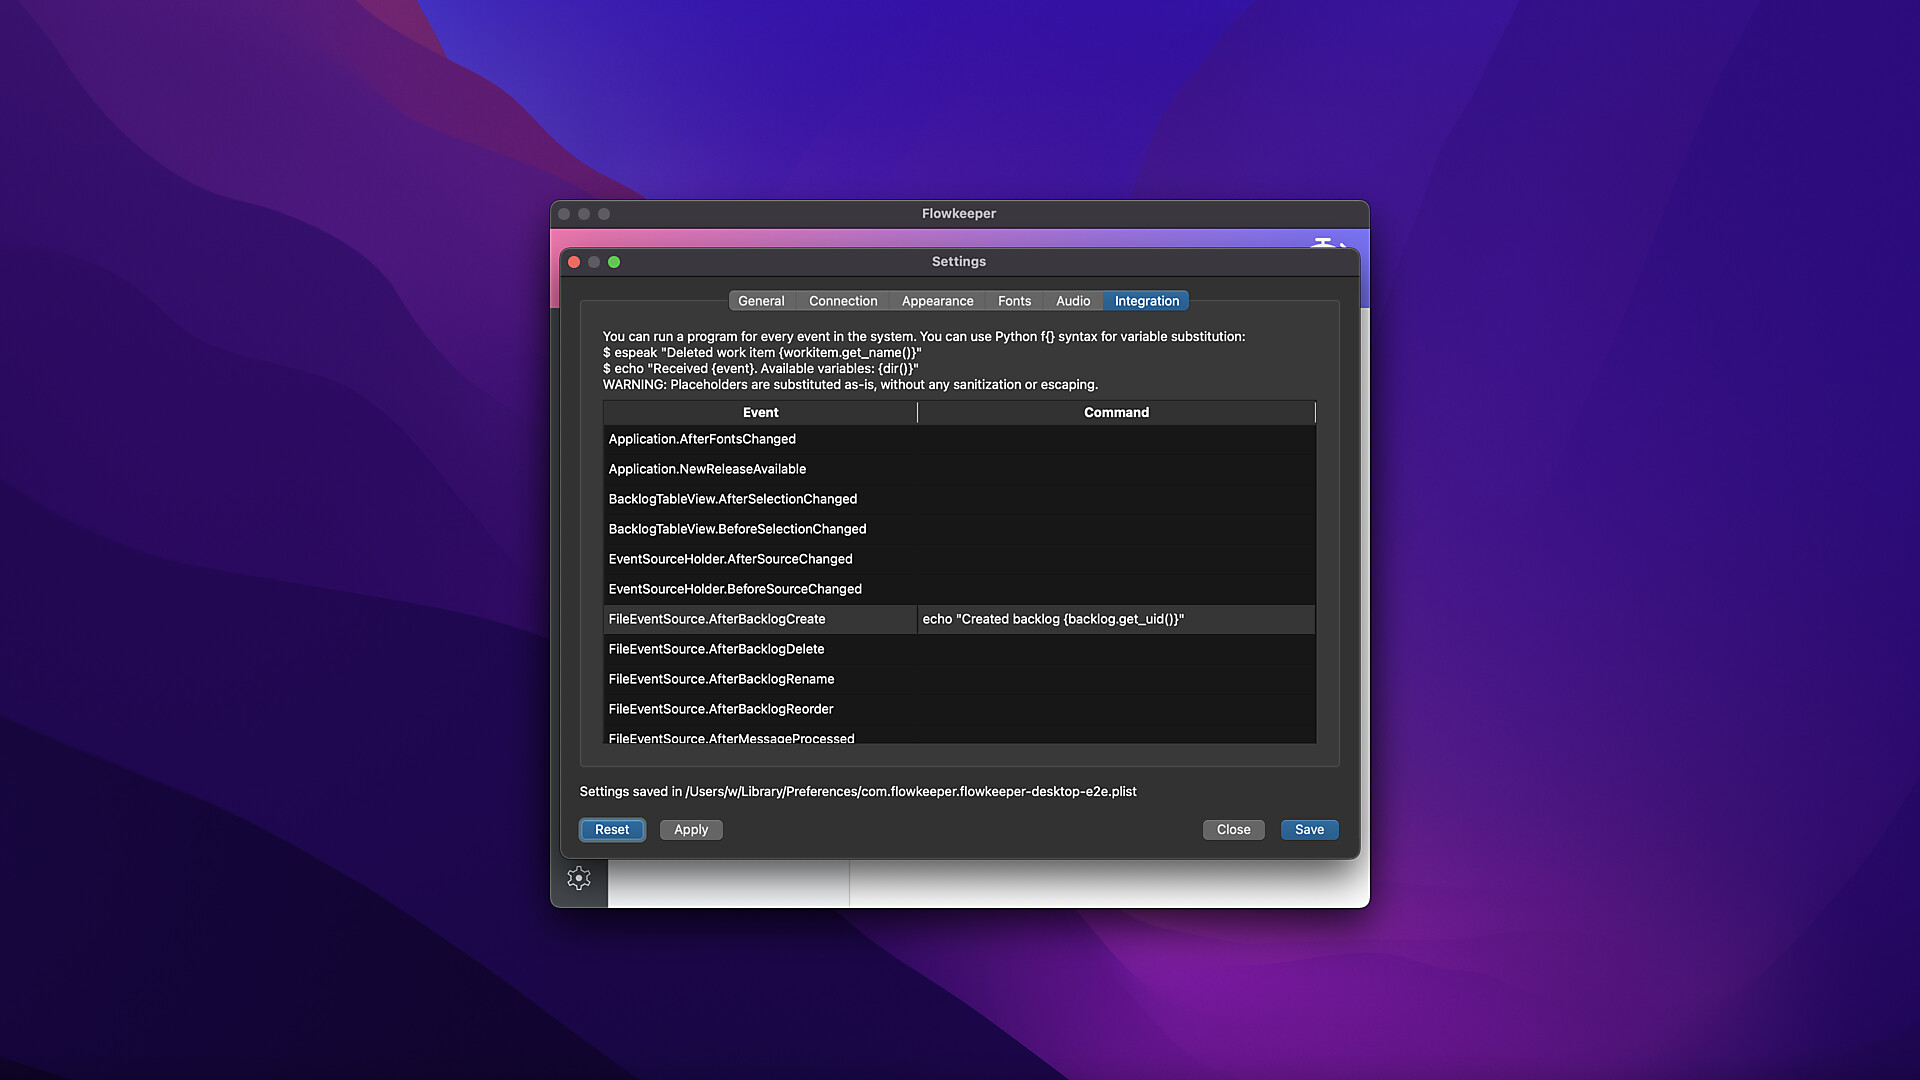 Flowkeeper
Settings
General Connection Appearance Fonts Audio Integration
You can run a program for every event in the system. You can use Python f{} syntax for variable substitution:
$ espeak "Deleted work item {workitem.get_name()}"
$ echo "Received {event}. Available variables: {dir()}"
WARNING: Placeholders are substituted as-is, without any sanitization or escaping.
Event Command
Application.AfterFontsChanged
Application.NewReleaseAvailable
BacklogTableView.AfterSelectionChanged
BacklogTableView.BeforeSelectionChanged
EventSourceHolder.AfterSourceChanged
EventSourceHolder.BeforeSourceChanged
FileEventSource.AfterBacklogCreate echo "Created backlog {backlog.get_uid()}"
FileEventSource.AfterBacklogDelete
FileEventSource.AfterBacklogRename
FileEventSource.AfterBacklogReorder
FileEventSource.AfterMessageProcessed
Settings saved in /Users/w/Library/Preferences/com.flowkeeper.flowkeeper-desktop-e2e.plist
Reset Apply Close Save